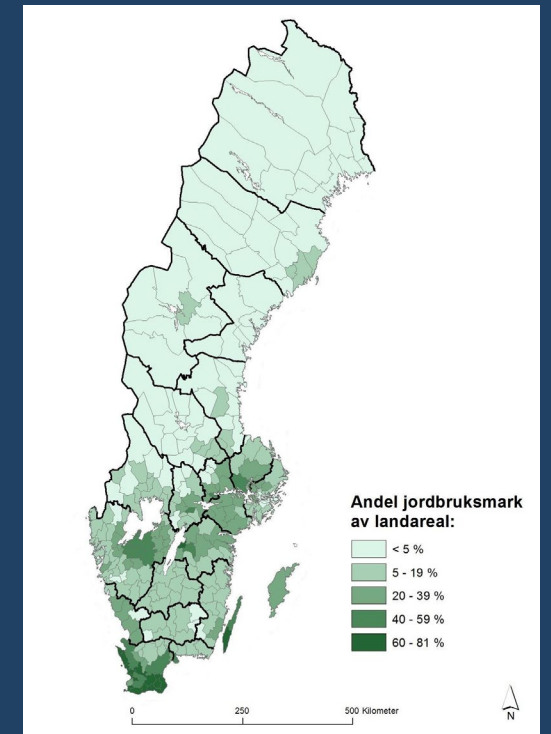 Andel jordbruksmark
av landareal:
< 5 %
5 - 19 %
20 - 39 %
40 - 59 %
60 - 81 %
0 250 500 Kilometer
N